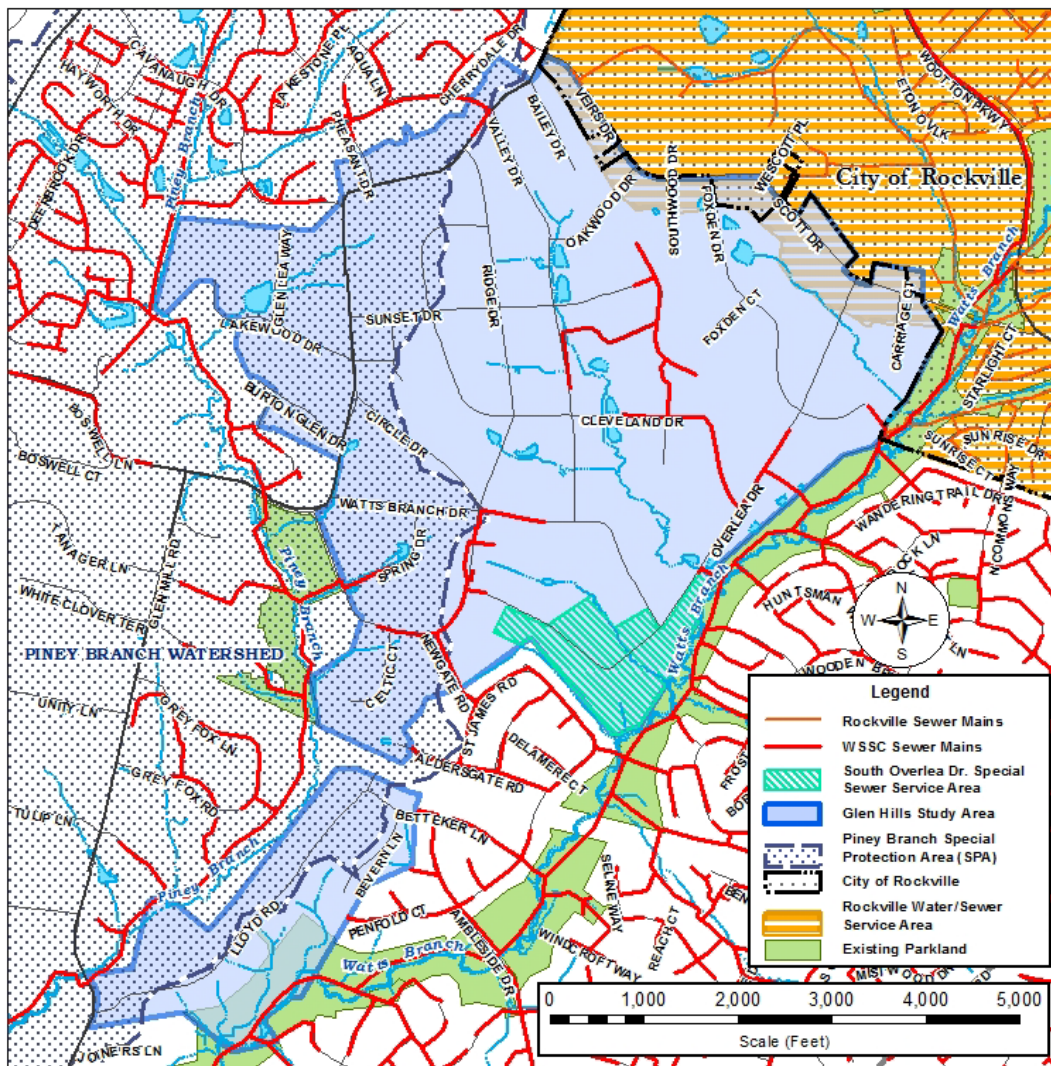 CAVANAUGH DR
HAYWORTH DR
AQUA LN
CHERRYDALE DR
PHEASANT DR
Piney Branch
VALLEY DR
BAILEY DR
VEIRS DR
WOOTTON PKWY
WESCOTT PL
City of Rockville
SOUTHWOOD DR
OAKWOOD DR
FOXDEN DR
SCOTT DR
GLEN LEA WAY
RIDGE DR
SUNSET DR
LAKEWOOD DR
FOXDEN CT
CARRIAGE CT
Watts Branch
STARLIGHT CT
BURTON GLEN DR
CIRCLE DR
CLEVELAND DR
BOSWELL LN
BOSWELL CT
SUNRISE DR
SUNRISE CT
WATTS BRANCH DR
OVERLEA DR
WANDERING TRAIL DR
N COMMONS WAY
TANAGER LN
GLEN MILL RD
Piney Branch
SPRING DR
WHITE CLOVER TER
Watts Branch
HUNTSMAN
PINEY BRANCH WATERSHED
CELTIC CT
NEWGATE RD
UNITY LN
GREY FOX LN
ST JAMES RD
DELAMERE CT
ALDERSGATE RD
GREY FOX RD
TULIP LN
BETTEKER LN
BEVERN LN
Piney Branch
LLOYD RD
PENFOLD CT
AMBLESIDE DR
SELINE WAY
REACH CT
WINDCROFT WAY
Watts Branch
JOINERS LN
N
W E
S
Legend
Rockville Sewer Mains
WSSC Sewer Mains
South Overlea Dr. Special
Sewer Service Area
Glen Hills Study Area
Piney Branch Special
Protection Area (SPA)
City of Rockville
Rockville Water/Sewer
Service Area
Existing Parkland
0 1,000 2,000 3,000 4,000 5,000
Scale (Feet)